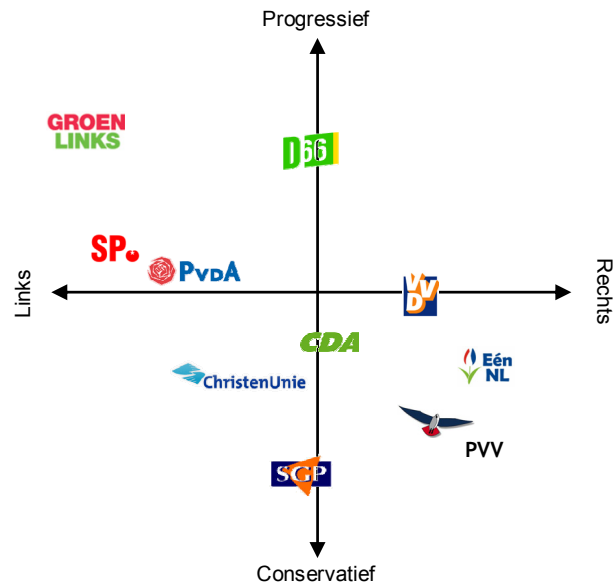 Progressief
GROEN
LINKS
D66
SP
PVDA
Links
Rechts
VVD
CDA
Eén
NL
ChristenUnie
PVV
SGP
Conservatief